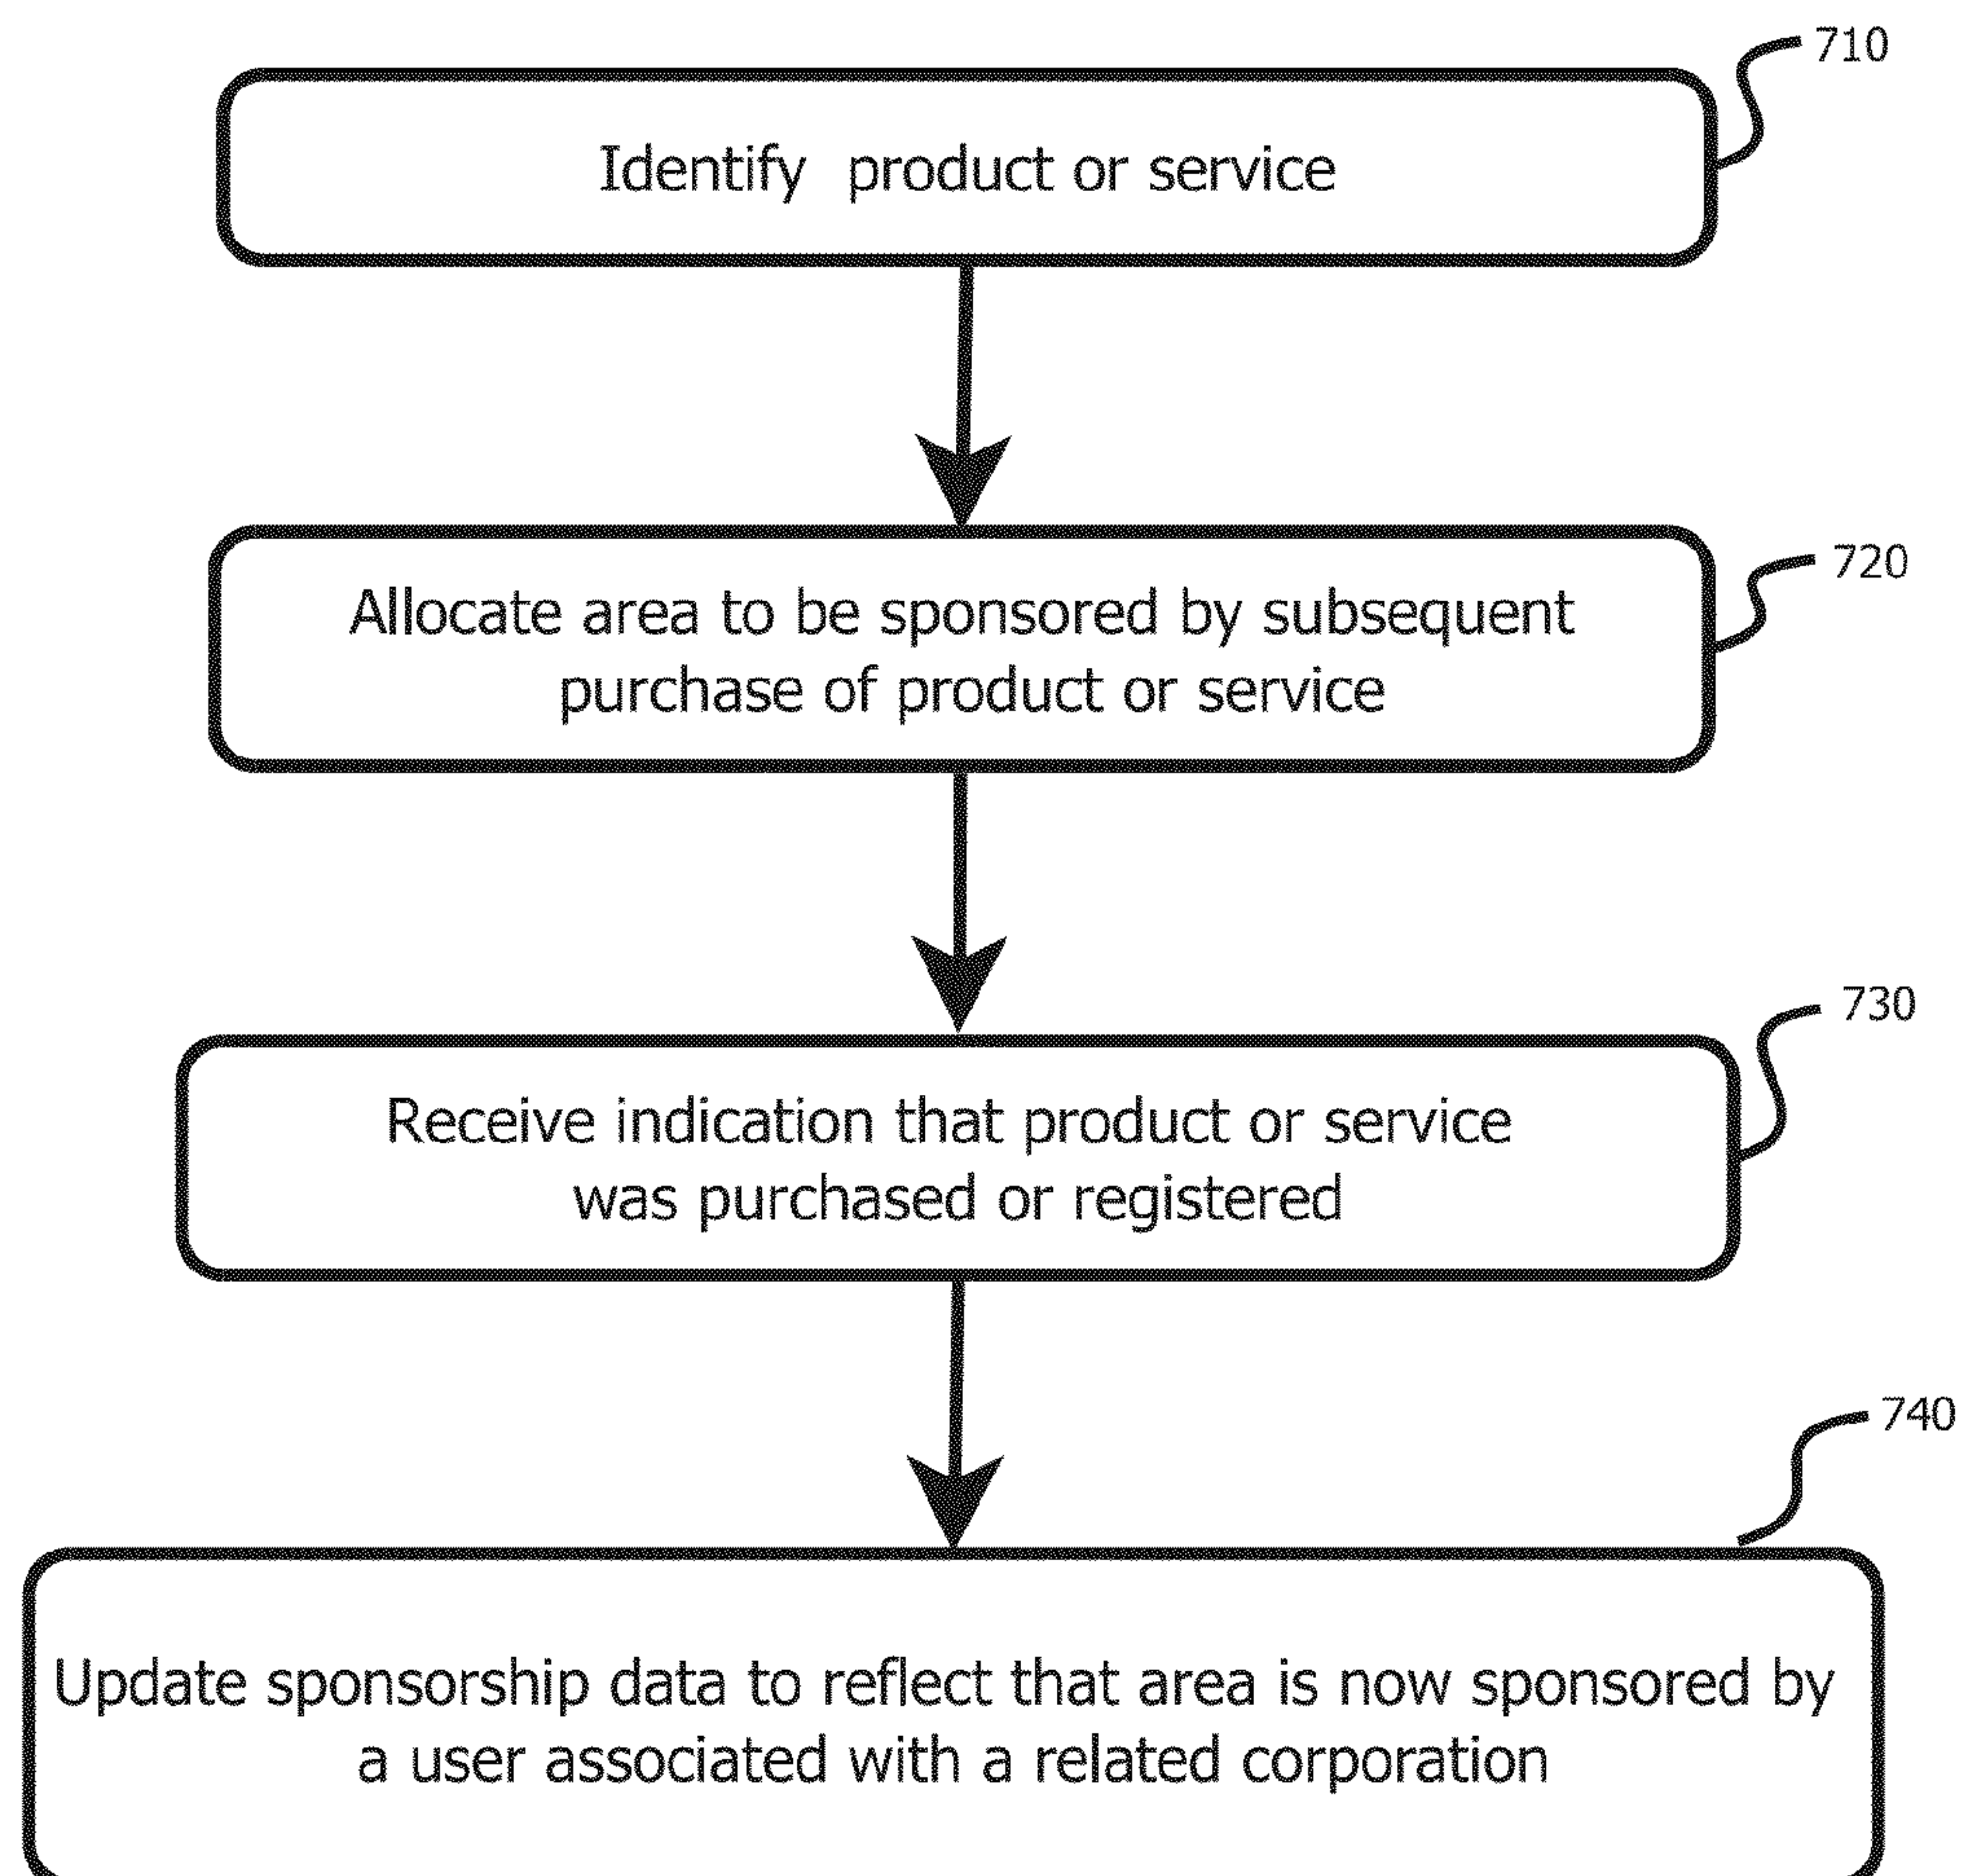 710
Identify product or service
720
Allocate area to be sponsored by subsequent
purchase of product or service
730
Receive indication that product or service
was purchased or registered
740
Update sponsorship data to reflect that area is now sponsored by
a user associated with a related corporation